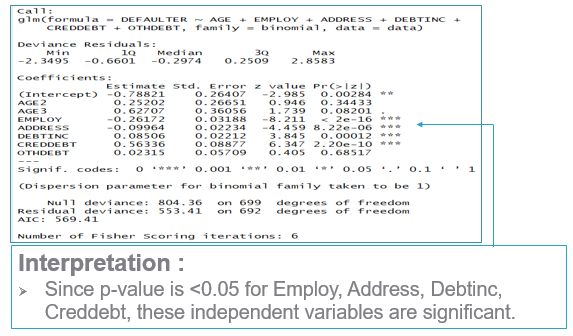 Call:
glm(formula = DEFAULTER ~ AGE + EMPLOY + ADDRESS + DEBTINC +
CREDDEBT + OTHDEBT, family = binomial, data = data)
Deviance Residuals:
Min 1Q Median 3Q Max
-2.3495 -0.6601 -0.2974 0.2509 2.8583
Coefficients:
Estimate Std. Error z value Pr(>|z|)
(Intercept) -0.78821 0.26407 -2.985 0.00284 **
AGE2 0.25202 0.26651 0.946 0.34433
AGE3 0.62707 0.36056 1.739 0.08201 .
EMPLOY -0.26172 0.03188 -8.211 < 2e-16 ***
ADDRESS -0.09964 0.02234 -4.459 8.22e-06 ***
DEBTINC 0.08506 0.02212 3.845 0.00012 ***
CREDDEBT 0.56336 0.08877 6.347 2.20e-10 ***
OTHDEBT 0.02315 0.05709 0.405 0.68517
---
Signif. codes: 0 '***' 0.001 '**' 0.01 '*' 0.05 '.' 0.1 ' ' 1
(Dispersion parameter for binomial family taken to be 1)
Null deviance: 804.36 on 699 degrees of freedom
Residual deviance: 553.41 on 692 degrees of freedom
AIC: 569.41
Number of Fisher Scoring iterations: 6
Interpretation :
➢ Since p-value is <0.05 for Employ, Address, Debtinc,
Creddebt, these independent variables are significant.